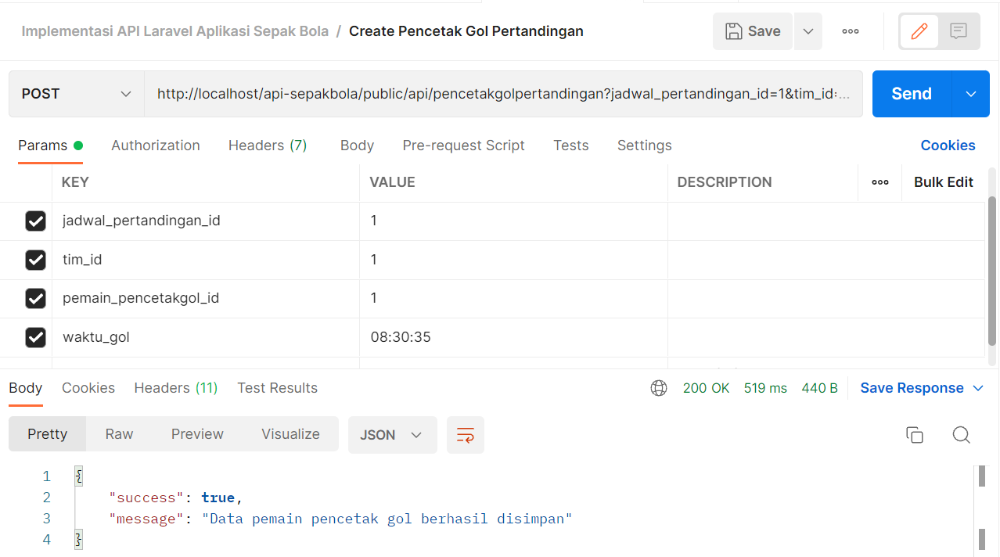 Implementasi API Laravel Aplikasi Sepak Bola / Create Pencetak Gol Pertandingan
Save
POST
http://localhost/api-sepakbola/public/api/pencetakgolpertandingan?jadwal_pertandingan_id=1&tim_id=...
Send
Params Authorization Headers (7) Body Pre-request Script Tests Settings Cookies
KEY VALUE DESCRIPTION Bulk Edit
jadwal_pertandingan_id 1
tim_id 1
pemain_pencetakgol_id 1
waktu_gol 08:30:35
Body Cookies Headers (11) Test Results 200 OK 519 ms 440 B Save Response
Pretty Raw Preview Visualize JSON
1 {
2 "success": true,
3 "message": "Data pemain pencetak gol berhasil disimpan"
4 }